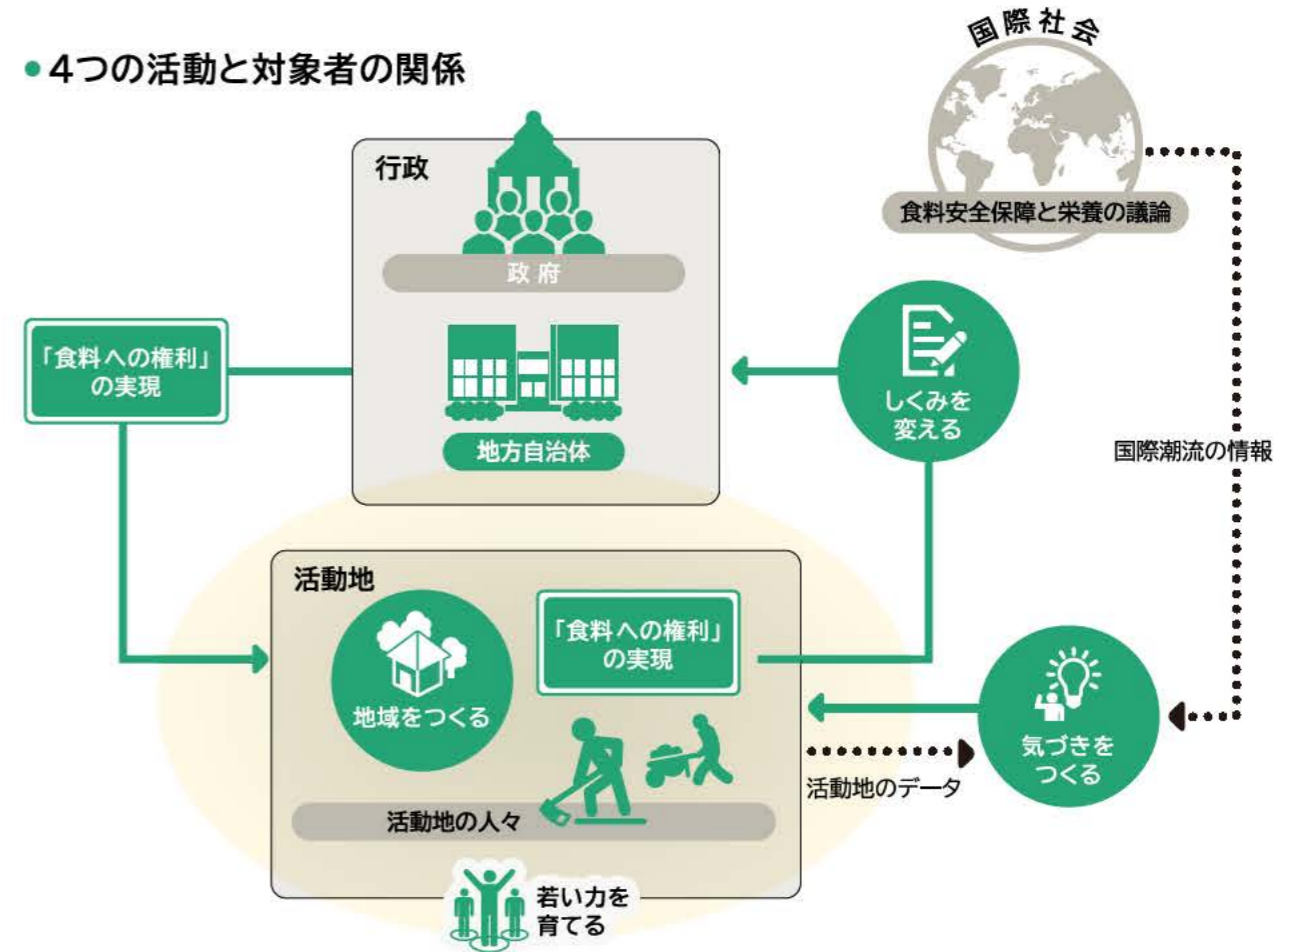 ● 4つの活動と対象者の関係
国際社会
食料安全保障と栄養の議論
行政
政府
地方自治体
「食料への権利」
の実現
しくみを
変える
国際潮流の情報
活動地
地域をつくる
「食料への権利」
の実現
活動地の人々
気づきを
つくる
活動地のデータ
若い力を
育てる